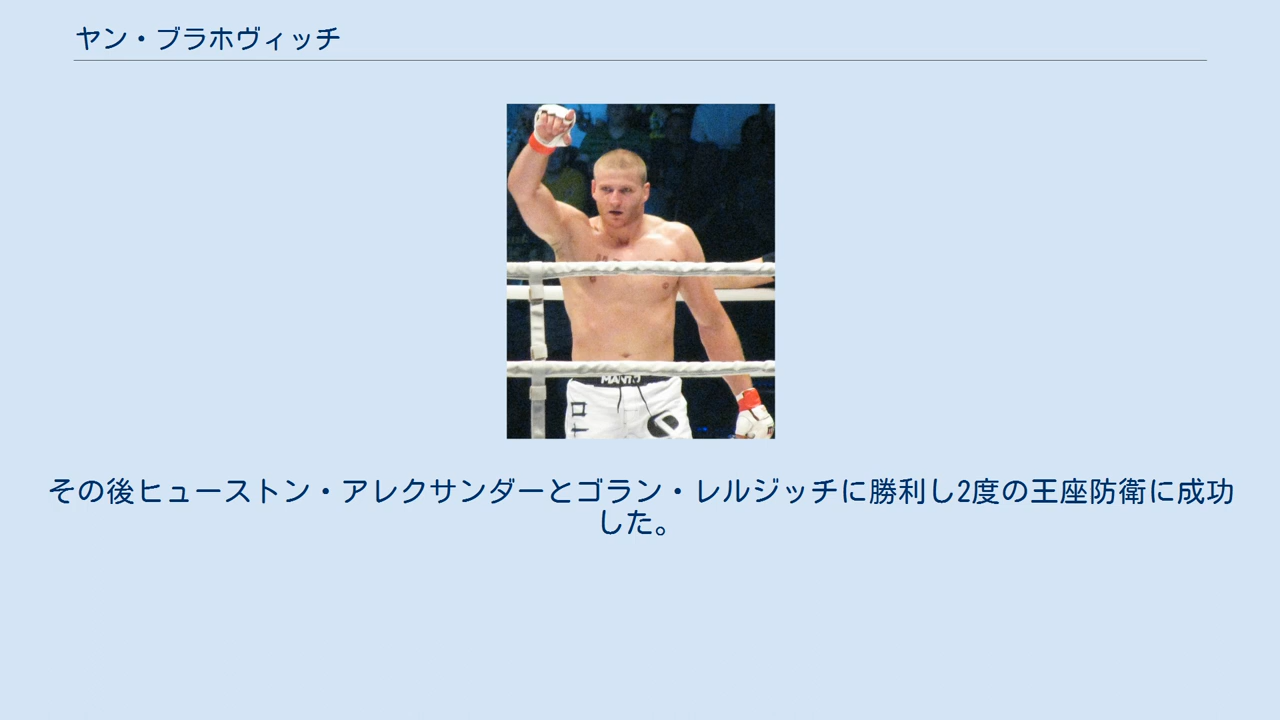 ヤン・ブラホヴィッチ
MANTO
その後ヒューストン・アレクサンダーとゴラン・レルジッチに勝利し2度の王座防衛に成功
した。